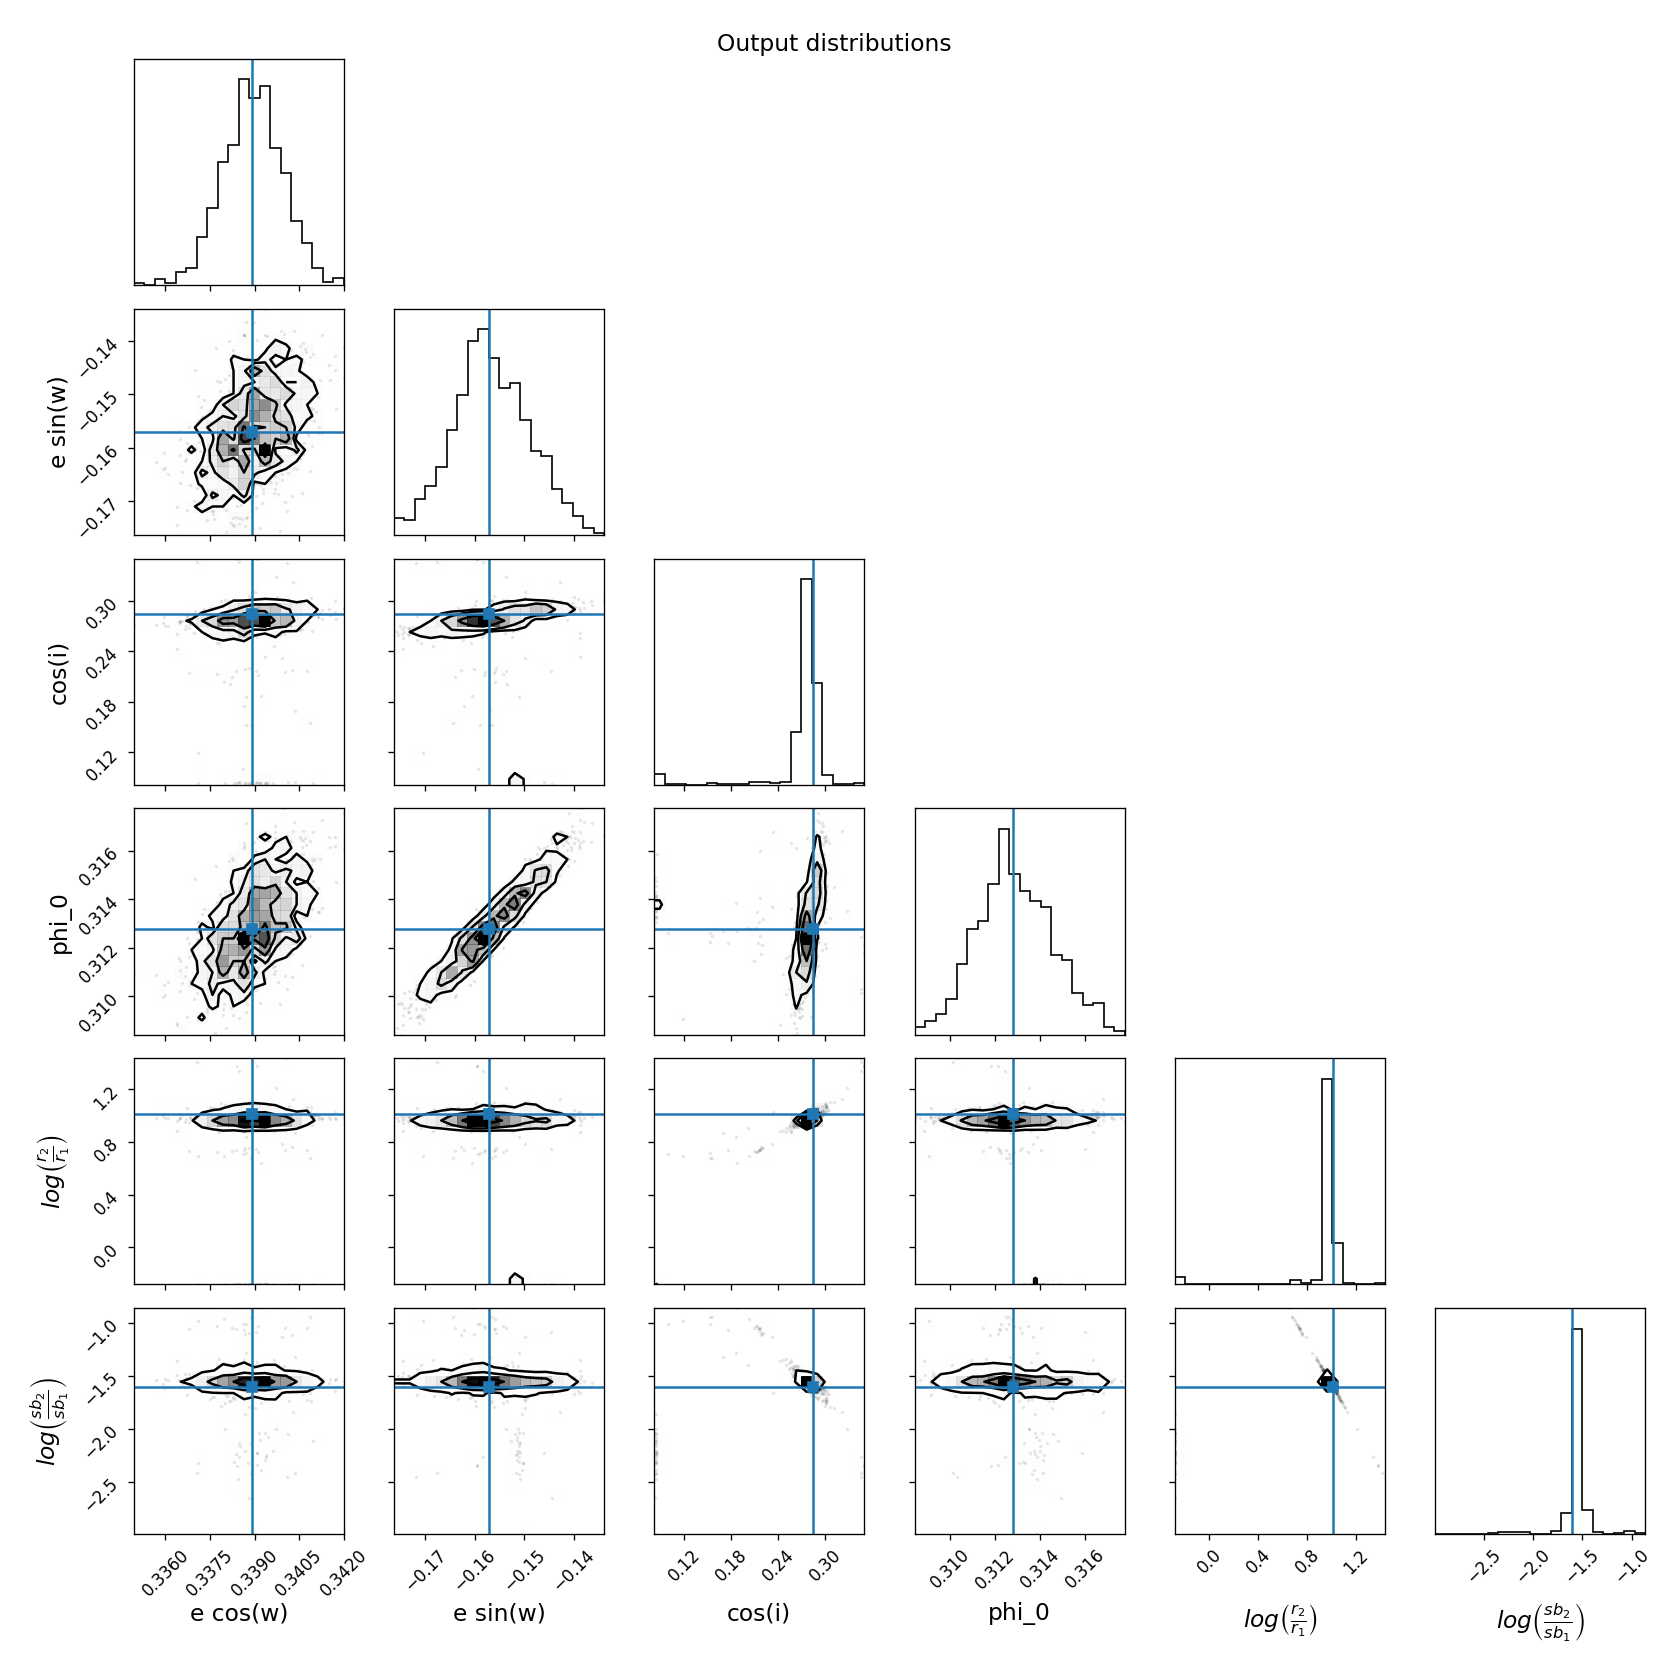 Output distributions
e sin(w)
−0.14
−0.15
−0.16
−0.17
cos(i)
0.30
0.24
0.18
0.12
phi_0
0.316
0.314
0.312
0.310
log(r2/r1)
1.2
0.8
0.4
0.0
log(sb2/sb1)
−1.0
−1.5
−2.0
−2.5
0.3360 0.3375 0.3390 0.3405 0.3420
−0.17 −0.16 −0.15 −0.14
0.12 0.18 0.24 0.30
0.310 0.312 0.314 0.316
0.0 0.4 0.8 1.2
−2.5 −2.0 −1.5 −1.0
e cos(w)
e sin(w)
cos(i)
phi_0
log(r2/r1)
log(sb2/sb1)